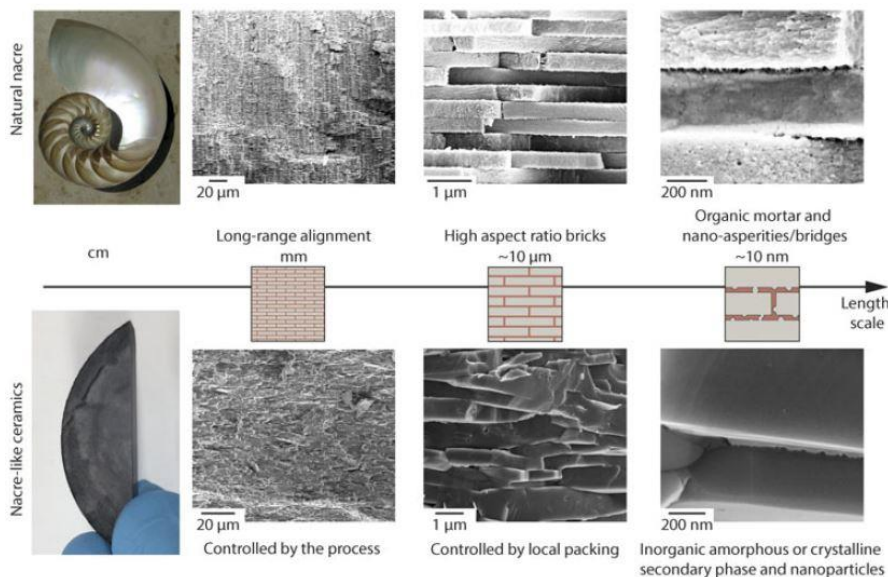 Natural nacre
20 μm
1 μm
200 nm
cm
Long-range alignment
mm
High aspect ratio bricks
~10 μm
Organic mortar and
nano-asperities/bridges
~10 nm
Length
scale
Nacre-like ceramics
20 μm
1 μm
200 nm
Controlled by the process
Controlled by local packing
Inorganic amorphous or crystalline
secondary phase and nanoparticles